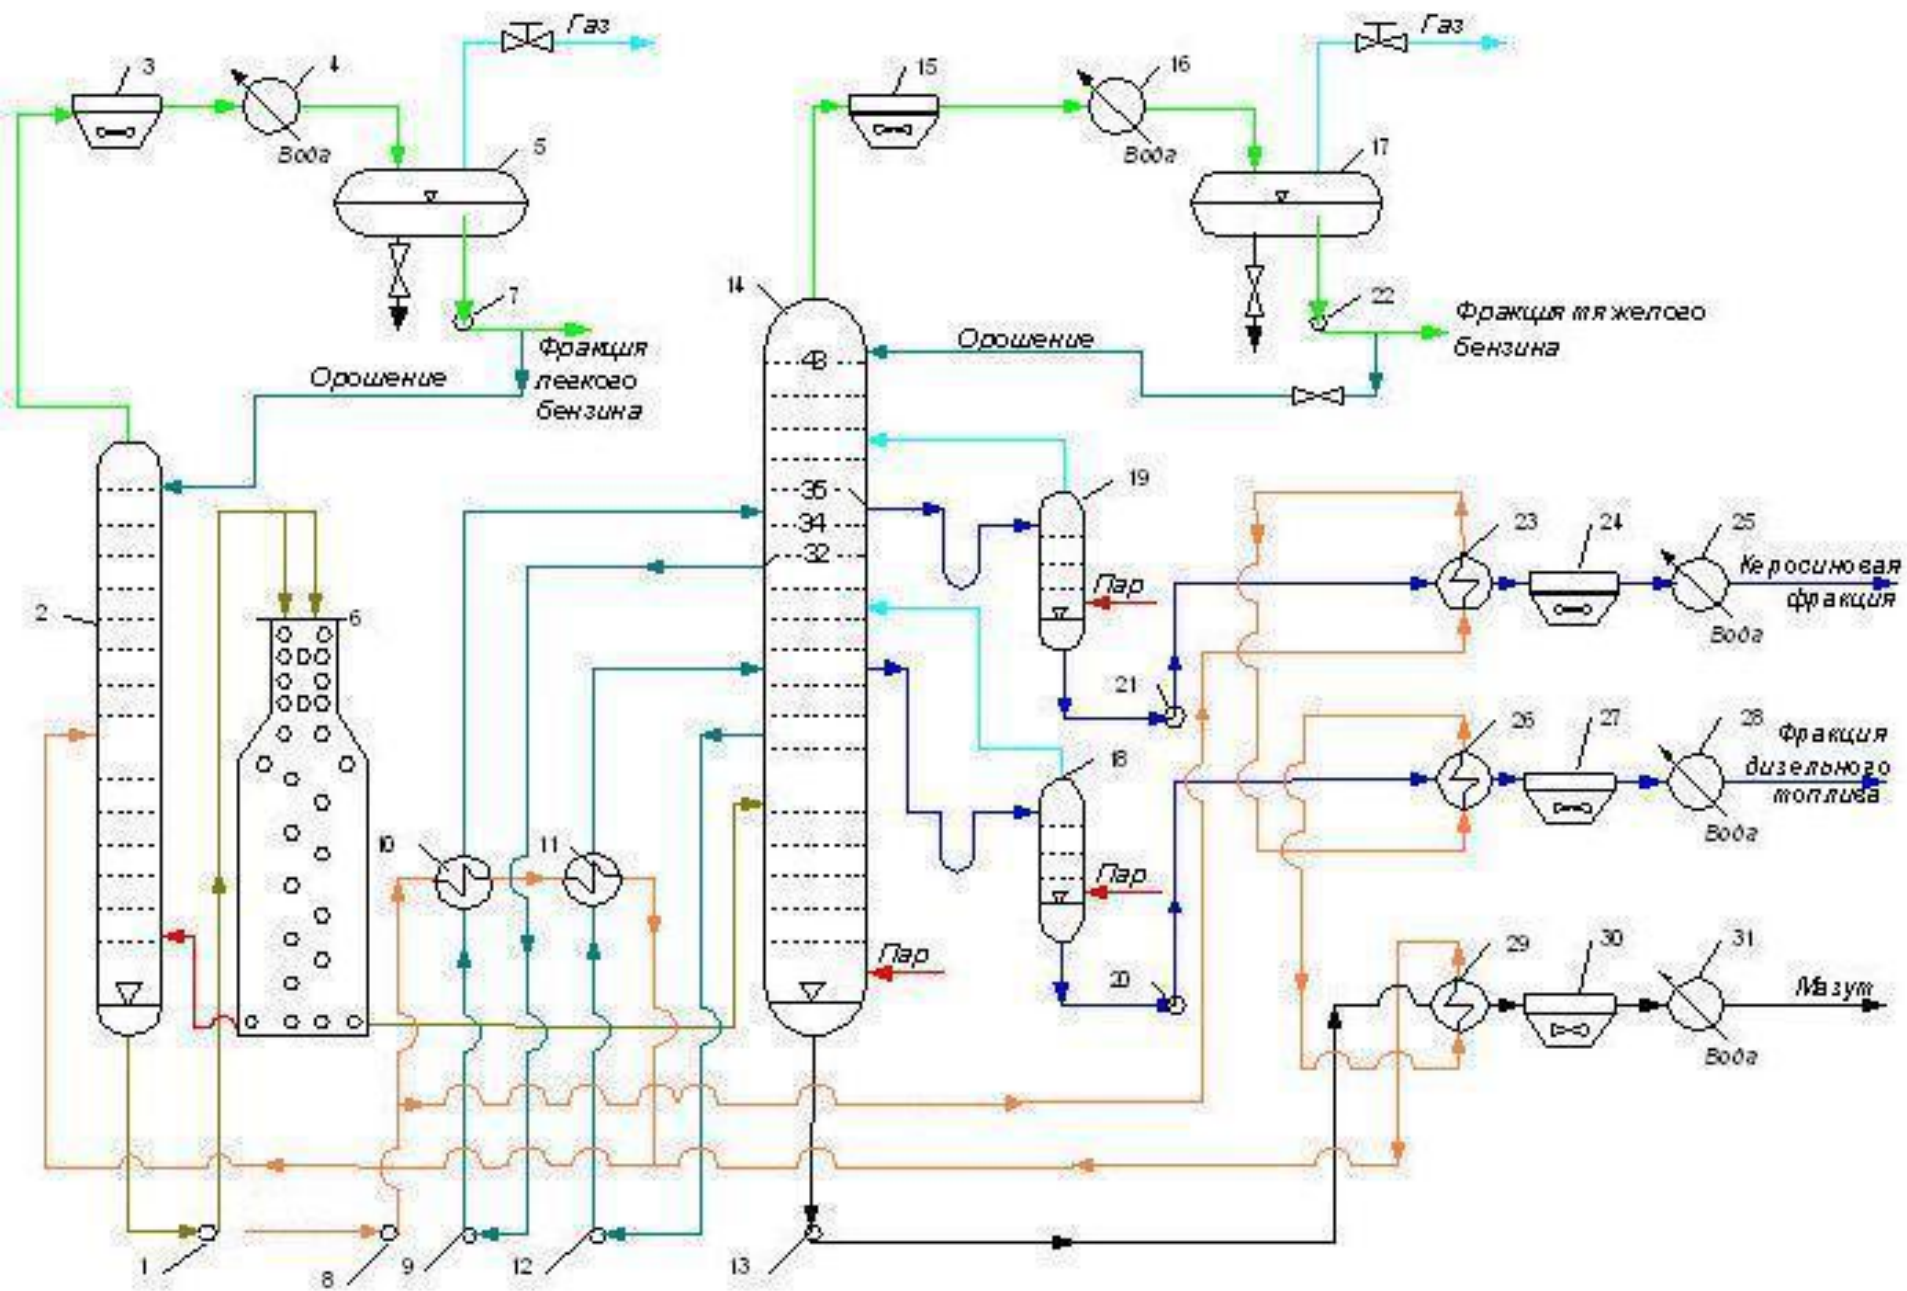 Газ
Газ
3
4
15
16
Вода
5
Вода
17
7
14
22
Фракция тяжелого
бензина
Фракция
легкого
бензина
Орошение
Орошение
43
35
34
32
19
23
24
25
Керосиновая
фракция
Пар
Вода
2
6
21
18
26
27
28
Фракция
дизельного
топлива
Вода
10
11
Пар
Пар
20
29
30
31
Мазут
Вода
1
8
9
12
13